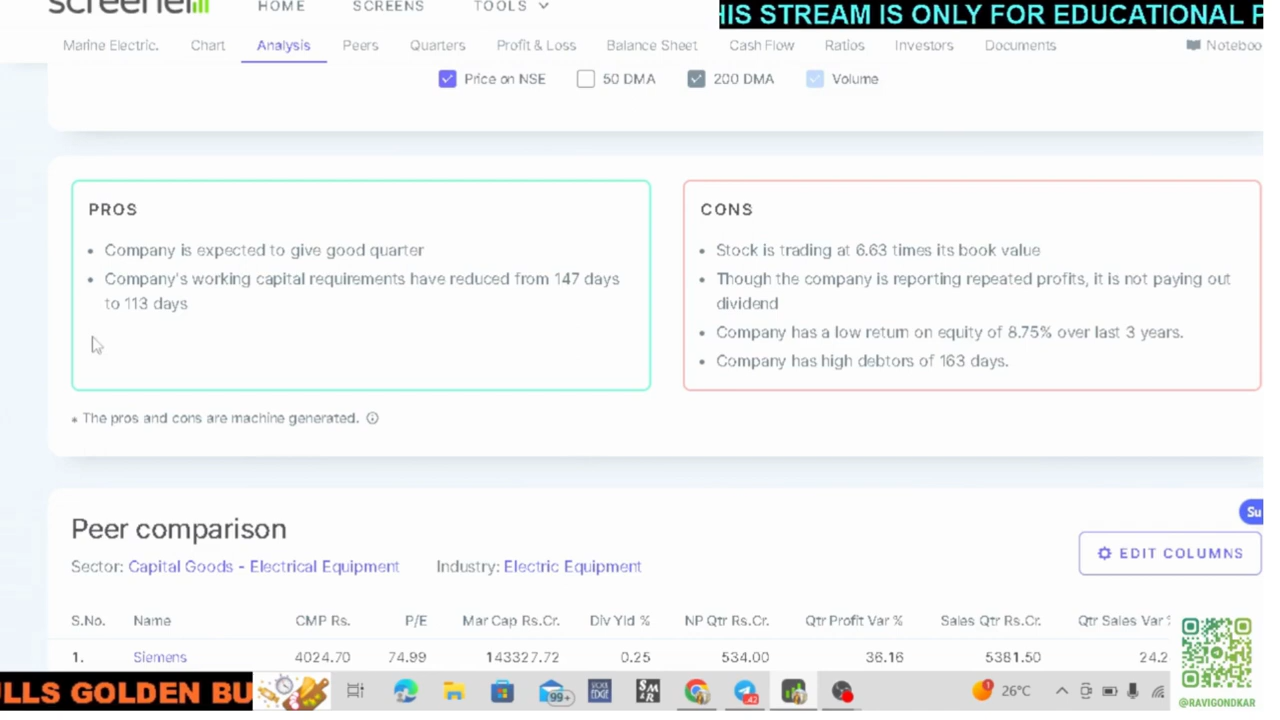 screener
HOME SCREENS TOOLS
HIS STREAM IS ONLY FOR EDUCATIONAL P
Marine Electric. Chart Analysis Peers Quarters Profit & Loss Balance Sheet Cash Flow Ratios Investors Documents Noteboo
Price on NSE 50 DMA 200 DMA Volume
PROS
• Company is expected to give good quarter
• Company's working capital requirements have reduced from 147 days
to 113 days
CONS
• Stock is trading at 6.63 times its book value
• Though the company is reporting repeated profits, it is not paying out
dividend
• Company has a low return on equity of 8.75% over last 3 years.
• Company has high debtors of 163 days.
* The pros and cons are machine generated.
Peer comparison
Su
Sector: Capital Goods - Electrical Equipment Industry: Electric Equipment
EDIT COLUMNS
S.No. Name CMP Rs. P/E Mar Cap Rs.Cr. Div Yld % NP Qtr Rs.Cr. Qtr Profit Var % Sales Qtr Rs.Cr. Qtr Sales Var %
1. Siemens 4024.70 74.99 143327.72 0.25 534.00 36.16 5381.50 24.2
ULLS GOLDEN BU
99+
26°C
@RAVIGONDKAR